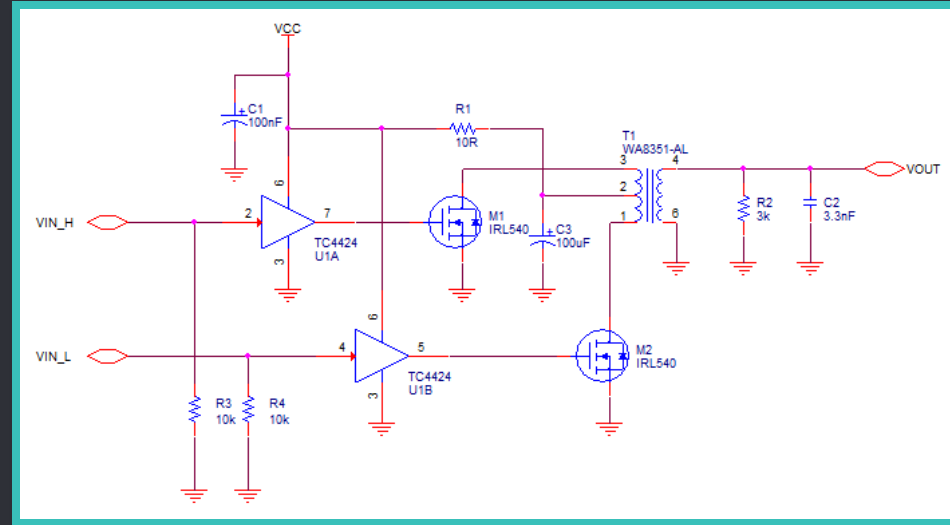 VCC
C1
100nF
R1
10R
T1
WA8351-AL
3
4
VOUT
6
2
R2
3k
C2
3.3nF
VIN_H
2
7
M1
IRL540
C3
100uF
1
6
3
TC4424
U1A
6
VIN_L
4
5
M2
IRL540
TC4424
U1B
3
R3
10k
R4
10k